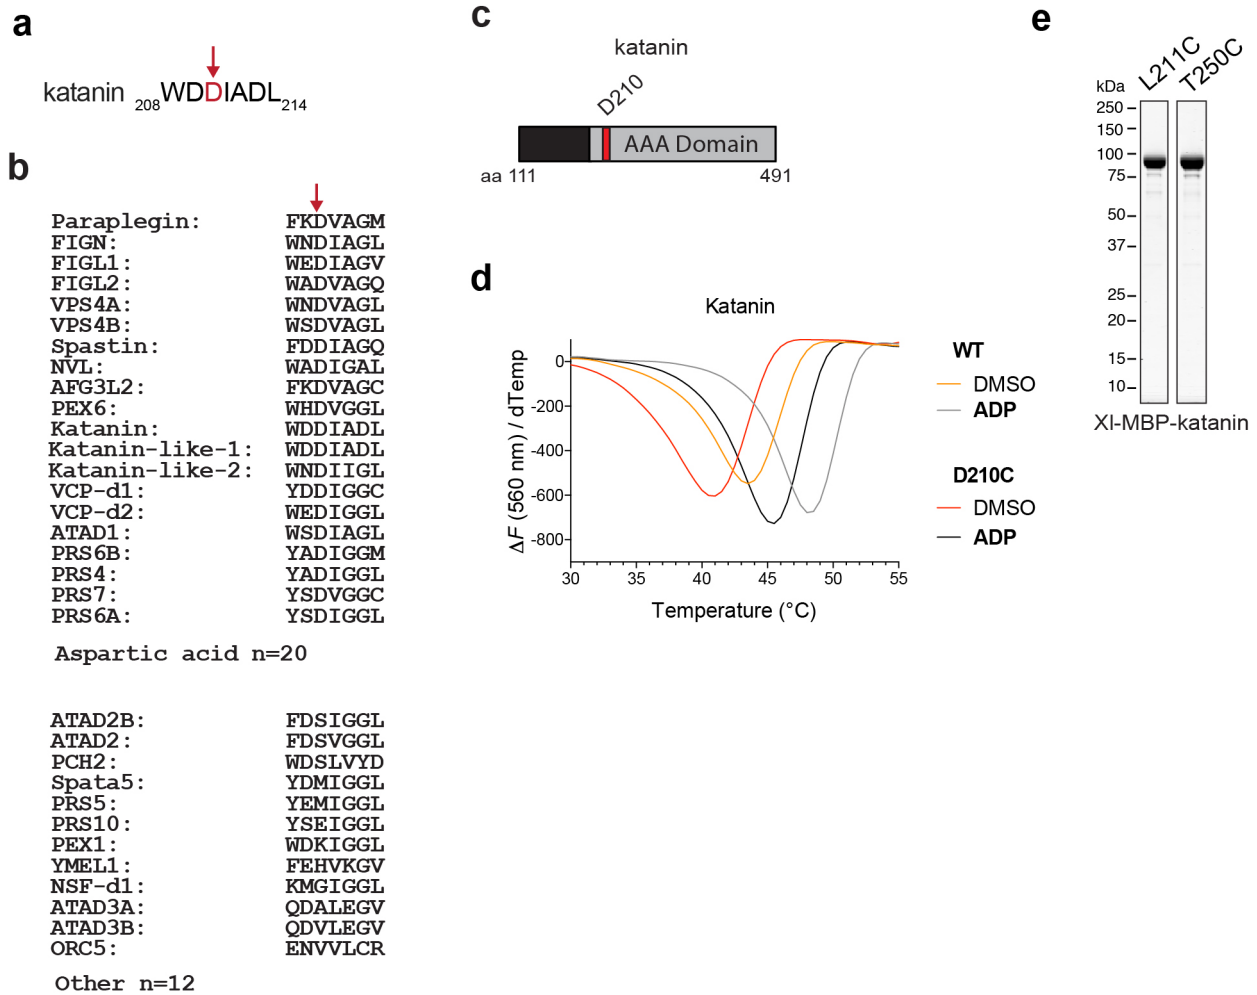 a
katanin 208WDDIADL214
b
Paraplegin: FKDVAGM
FIGN: WNDIAGL
FIGL1: WEDIAGV
FIGL2: WADVAGQ
VPS4A: WNDVAGL
VPS4B: WSDVAGL
Spastin: FDDIAGQ
NVL: WADIGAL
AFG3L2: FKDVAGC
PEX6: WHDVGGL
Katanin: WDDIADL
Katanin-like-1: WDDIADL
Katanin-like-2: WNDIIGL
VCP-d1: YDDIGGC
VCP-d2: WEDIGGL
ATAD1: WSDIAGL
PRS6B: YADIGGM
PRS4: YADIGGL
PRS7: YSDVGGC
PRS6A: YSDIGGL
Aspartic acid n=20
ATAD2B: FDSIGGL
ATAD2: FDSVGGL
PCH2: WDSLVYD
Spata5: YDMIGGL
PRS5: YEMIGGL
PRS10: YSEIGGL
PEX1: WDKIGGL
YMEL1: FEHVKGV
NSF-d1: KMGIGGL
ATAD3A: QDALEGV
ATAD3B: QDVLEGV
ORC5: ENVVLCR
Other n=12
c
katanin
D210
AAA Domain
aa 111 491
d
Katanin
ΔF (560 nm) / dTemp
0
-200
-400
-600
-800
30 35 40 45 50 55
Temperature (°C)
WT
DMSO
ADP
D210C
DMSO
ADP
e
L211C T250C
kDa
250
150
100
75
50
37
25
20
15
10
Xl-MBP-katanin